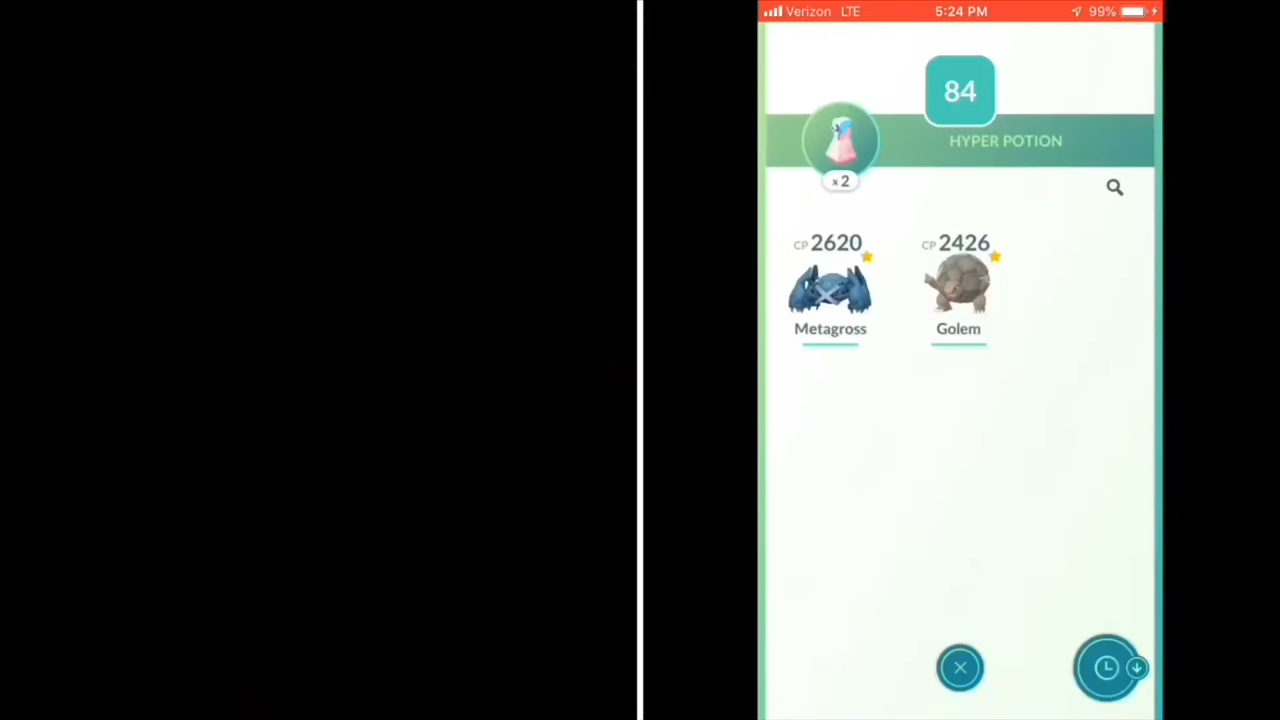 Verizon LTE 5:24 PM 99%
84
HYPER POTION
x 2
CP 2620 CP 2426
Metagross Golem